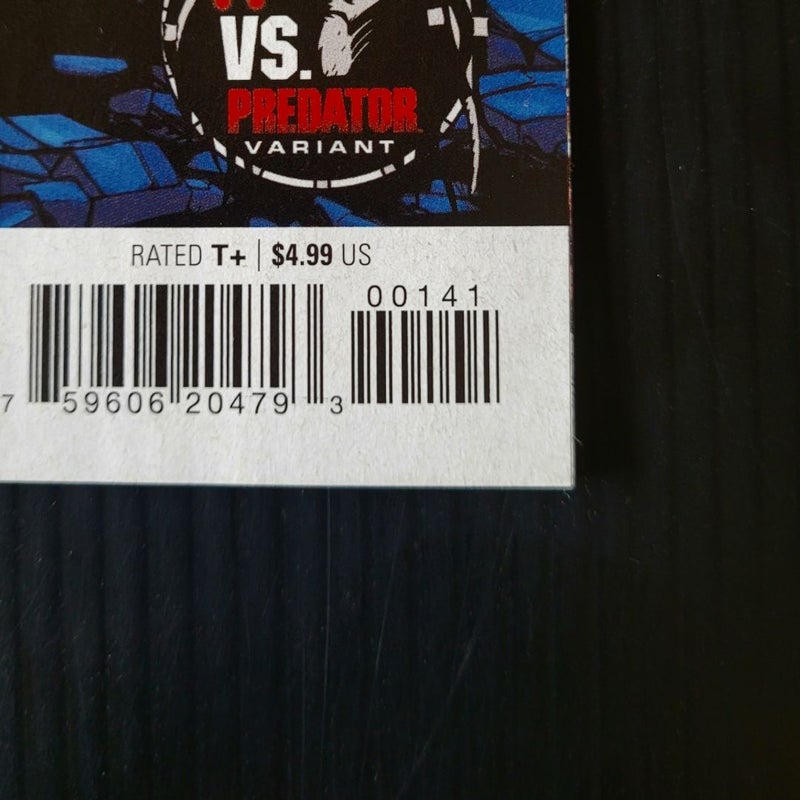 VS.
PREDATOR
VARIANT
RATED T+ | $4.99 US
00141
7 59606 20479 3